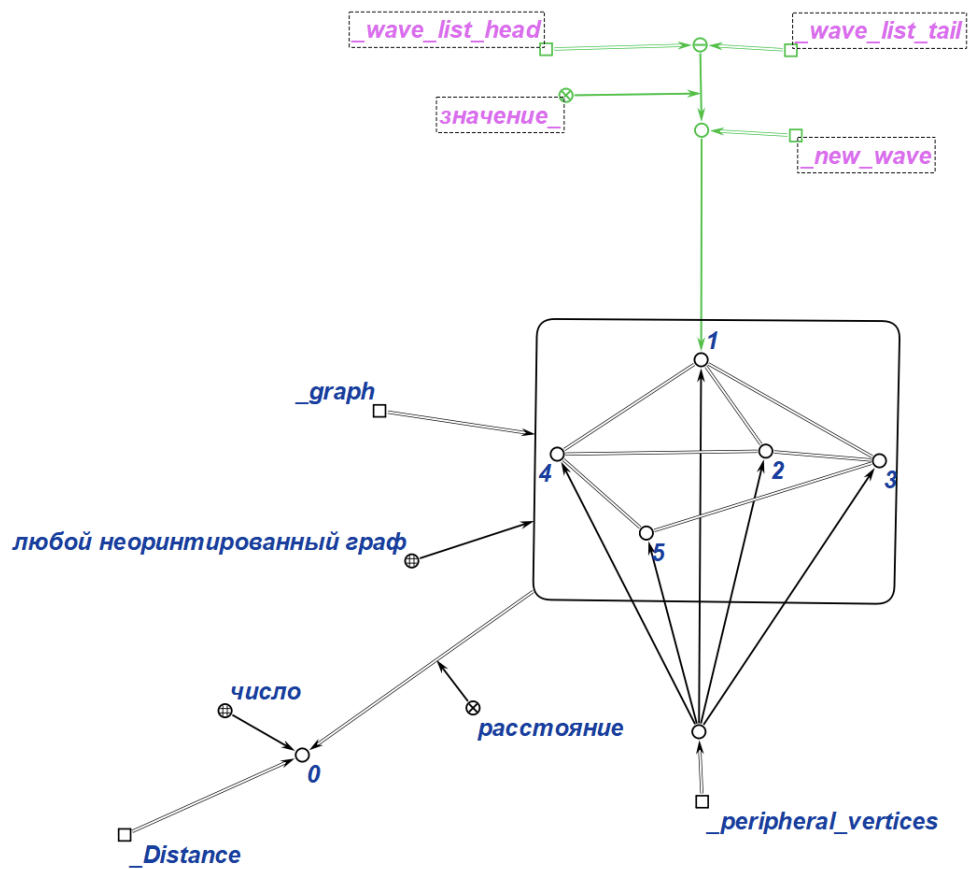 _wave_list_head
_wave_list_tail
значение_
_new_wave
1
_graph
4
2
3
любой неоринтированный граф
5
число
расстояние
0
_peripheral_vertices
_Distance